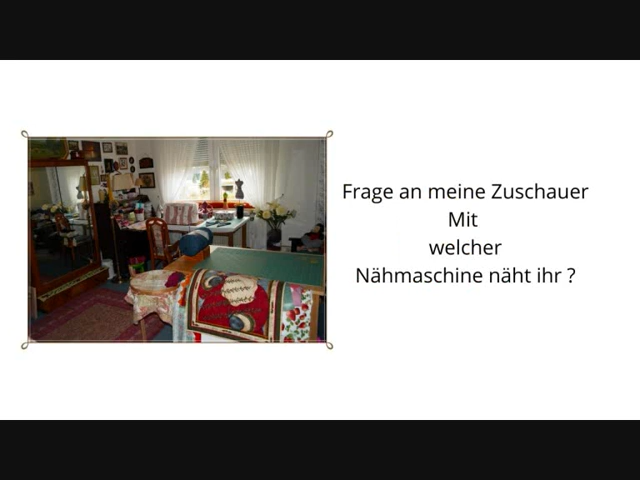 Frage an meine Zuschauer
Mit
welcher
Nähmaschine näht ihr ?